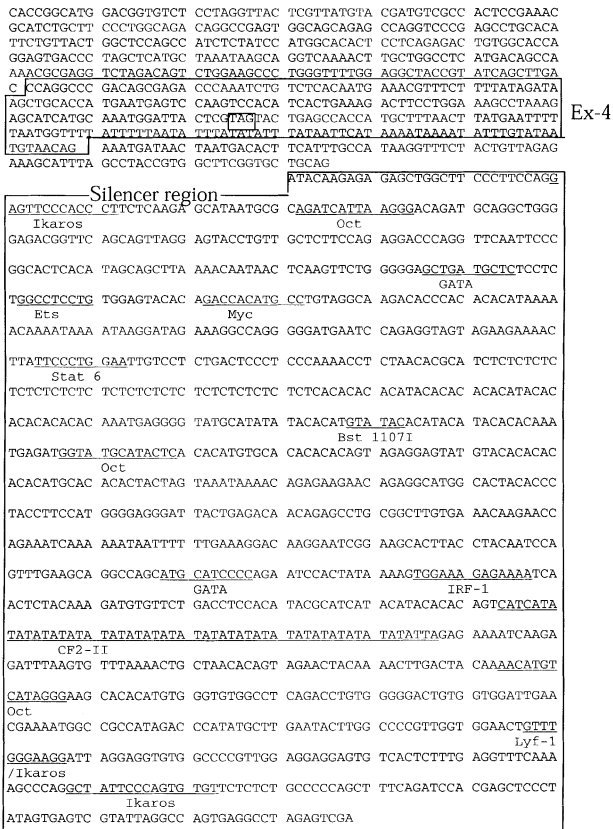 CACCGGCATG GGACGGTGTCT CCTAGGTTAC TCGTTATGTA CGATGTCGCC ACTCCGAAAC
GCATCTGCTT CCCTGGCAGA CAGGCCGAGT GGCAGCAGAG CCAGGTCCCG AGCCTGCACA
TTCTGTTACT GGCTCCAGCC ATCTCTATCC ATGGCACACT CCTCAGAGAC TGTGGCACCA
GGAGTGACCC TAGCTCATGC TAAATAAGCA GGTCAAAACT TGCTGGCCTC ATGACAGCCA
AAACGCGAGG TCTAGACAGT CTGGAAGCCC TGGGTTTTGG AGGCTACCGT ATCAGCTTGA
C CCAGGCCC GACAGCGAGA CCCAAATCTG TCTCACAATG AAACGTTTCT TTTATAGATA
AGCTGCACCA TGAATGAGTC CAAGTCCACA TCACTGAAAG ACTTCCTGGA AAGCCTAAAG
Ex-4
AGCATCATGC AAATGGATTA CTCGTAGTAC TGAGCCACCA TGCTTTAACT TATGAATTTT
TAATGGTTTT ATTTTTAATA TTTATATATT TATAATTCAT AAAATAAAAT ATTTGTATAA
TGTAACAG AAATGATAAC TAATGACACT TCATTTGCCA TAAGGTTTCT ACTGTTAGAG
AAAGCATTTA GCCTACCGTG GCTTCGGTGC TGCAG
ATACAAGAGA GAGCTGGCTT CCCTTCCAGG
Silencer region
AGTTCCCACC CTTCTCAAGA GCATAATGCG CAGATCATTA AGGGACAGAT GCAGGCTGGG
Ikaros Oct
GAGACGGTTC AGCAGTTAGG AGTACCTGTT GCTCTTCCAG AGGACCCAGG TTCAATTCCC
GGCACTCACA TAGCAGCTTA AAACAATAAC TCAAGTTCTG GGGGAGCTGA TGCTCTCCTC
GATA
TGGCCTCCTG TGGAGTACAC AGACCACATG CCTGTAGGCA AGACACCCAC ACACATAAAA
Ets Myc
ACAAAATAAA ATAAGGATAG AAAGGCCAGG GGGATGAATC CAGAGGTAGT AGAAGAAAAC
TTATTCCCTG GAATTGTCCT CTGACTCCCT CCCAAAACCT CTAACACGCA TCTCTCTCTC
Stat 6
TCTCTCTCTC TCTCTCTCTC TCTCTCTCTC TCTCACACAC ACATACACAC ACACATACAC
ACACACACAC AAATGAGGGG TATGCATATA TACACATGTA TACACATACA TACACACAAA
Bst 1107I
TGAGATGGTA TGCATACTCA CACATGTGCA CACACACAGT AGAGGAGTAT GTACACACAC
Oct
ACACATGCAC ACACTACTAG TAAATAAAAC AGAGAAGAAC AGAGGCATGG CACTACACCC
TACCTTCCAT GGGGAGGGAT TACTGAGACA ACAGAGCCTG CGGCTTGTGA AACAAGAACC
AGAAATCAAA AAATAATTTT TTGAAAGGAC AAGGAATCGG AAGCACTTAC CTACAATCCA
GTTTGAAGCA GGCCAGCATG CATCCCCAGA ATCCACTATA AAAGTGGAAA GAGAAAATCA
GATA IRF-1
ACTCTACAAA GATGTGTTCT GACCTCCACA TACGCATCAT ACATACACAC AGTCATCATA
TATATATATA TATATATATA TATATATATA TATATATATA TATATTAGAG AAAATCAAGA
CF2-II
GATTTAAGTG TTTAAAACTG CTAACACAGT AGAACTACAA AACTTGACTA CAAAACATGT
CATAGGGAAG CACACATGTG GGTGTGGCCT CAGACCTGTG GGGGACTGTG GTGGATTGAA
Oct
CGAAAATGGC CGCCATAGAC CCATATGCTT GAATACTTGG CCCCGTTGGT GGAACTGTTT
Lyf-1
GGGAAGGATT AGGAGGTGTG GCCCCGTTGG AGGAGGAGTG TCACTCTTTG AGGTTTCAAA
/Ikaros
AGCCCAGGCT ATTCCCAGTG TGTTCTCTCT GCCCCCAGCT TTCAGATCCA CGAGCTCCCT
Ikaros
ATAGTGAGTC GTATTAGGCC AGTGAGGCCT AGAGTCGA